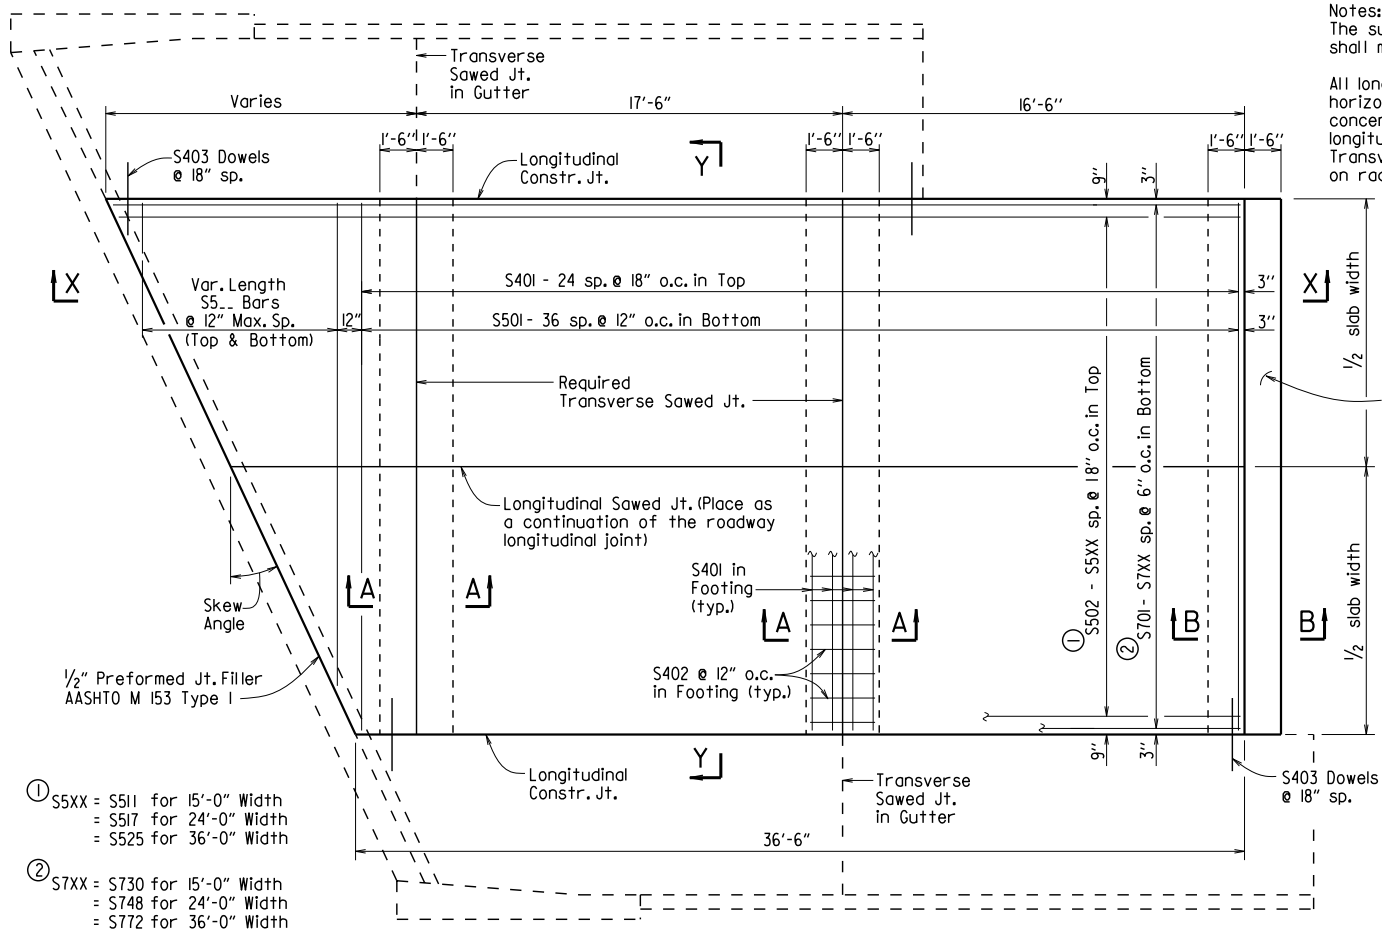 Notes:
The su
shall m
All lon
horizo
concer
longitu
Transv
on rad
Transverse
Sawed Jt.
in Gutter
Varies
17'-6"
16'-6"
1'-6"
1'-6"
1'-6"
1'-6"
1'-6"
1'-6"
S403 Dowels
@ 18" sp.
Longitudinal
Constr. Jt.
Y
9"
3"
X
X
Var. Length
S5__ Bars
@ 12" Max. Sp.
(Top & Bottom)
12"
S401 - 24 sp. @ 18" o.c. in Top
3"
S501 - 36 sp. @ 12" o.c. in Bottom
3"
1/2 slab width
Required
Transverse Sawed Jt.
① S502 - S5XX sp. @ 18" o.c. in Top
② S701 - S7XX sp. @ 6" o.c. in Bottom
Longitudinal Sawed Jt. (Place as
a continuation of the roadway
longitudinal joint)
Skew
Angle
A
A
S401 in
Footing
(typ.)
A
A
B
B
1/2 slab width
S402 @ 12" o.c.
in Footing (typ.)
1/2" Preformed Jt. Filler
AASHTO M 153 Type 1
Y
9"
3"
Longitudinal
Constr. Jt.
Transverse
Sawed Jt.
in Gutter
S403 Dowels
@ 18" sp.
36'-6"
① S5XX = S511 for 15'-0" Width
= S517 for 24'-0" Width
= S525 for 36'-0" Width
② S7XX = S730 for 15'-0" Width
= S748 for 24'-0" Width
= S772 for 36'-0" Width